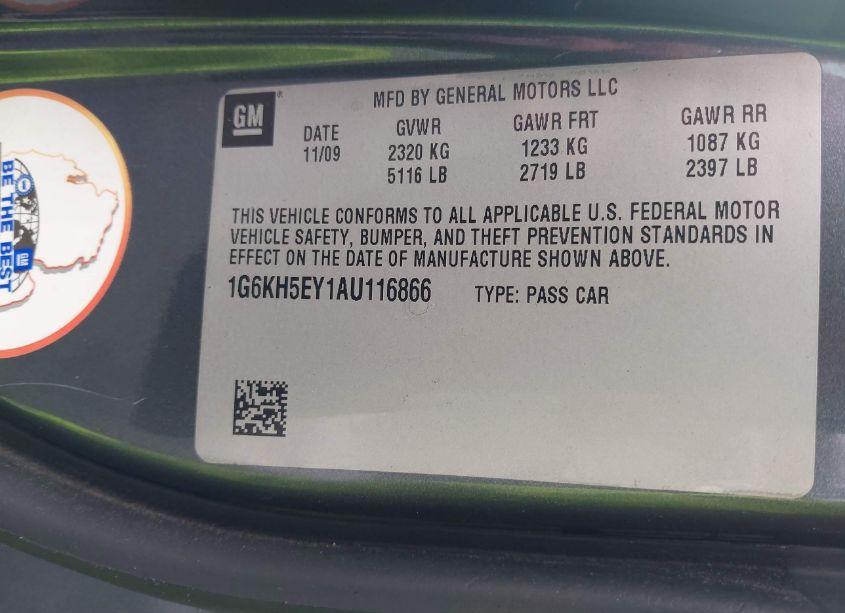 GM
MFD BY GENERAL MOTORS LLC
DATE GVWR GAWR FRT GAWR RR
11/09 2320 KG 1233 KG 1087 KG
5116 LB 2719 LB 2397 LB
THIS VEHICLE CONFORMS TO ALL APPLICABLE U.S. FEDERAL MOTOR
VEHICLE SAFETY, BUMPER, AND THEFT PREVENTION STANDARDS IN
EFFECT ON THE DATE OF MANUFACTURE SHOWN ABOVE.
1G6KH5EY1AU116866 TYPE: PASS CAR
BE THE BEST
GM